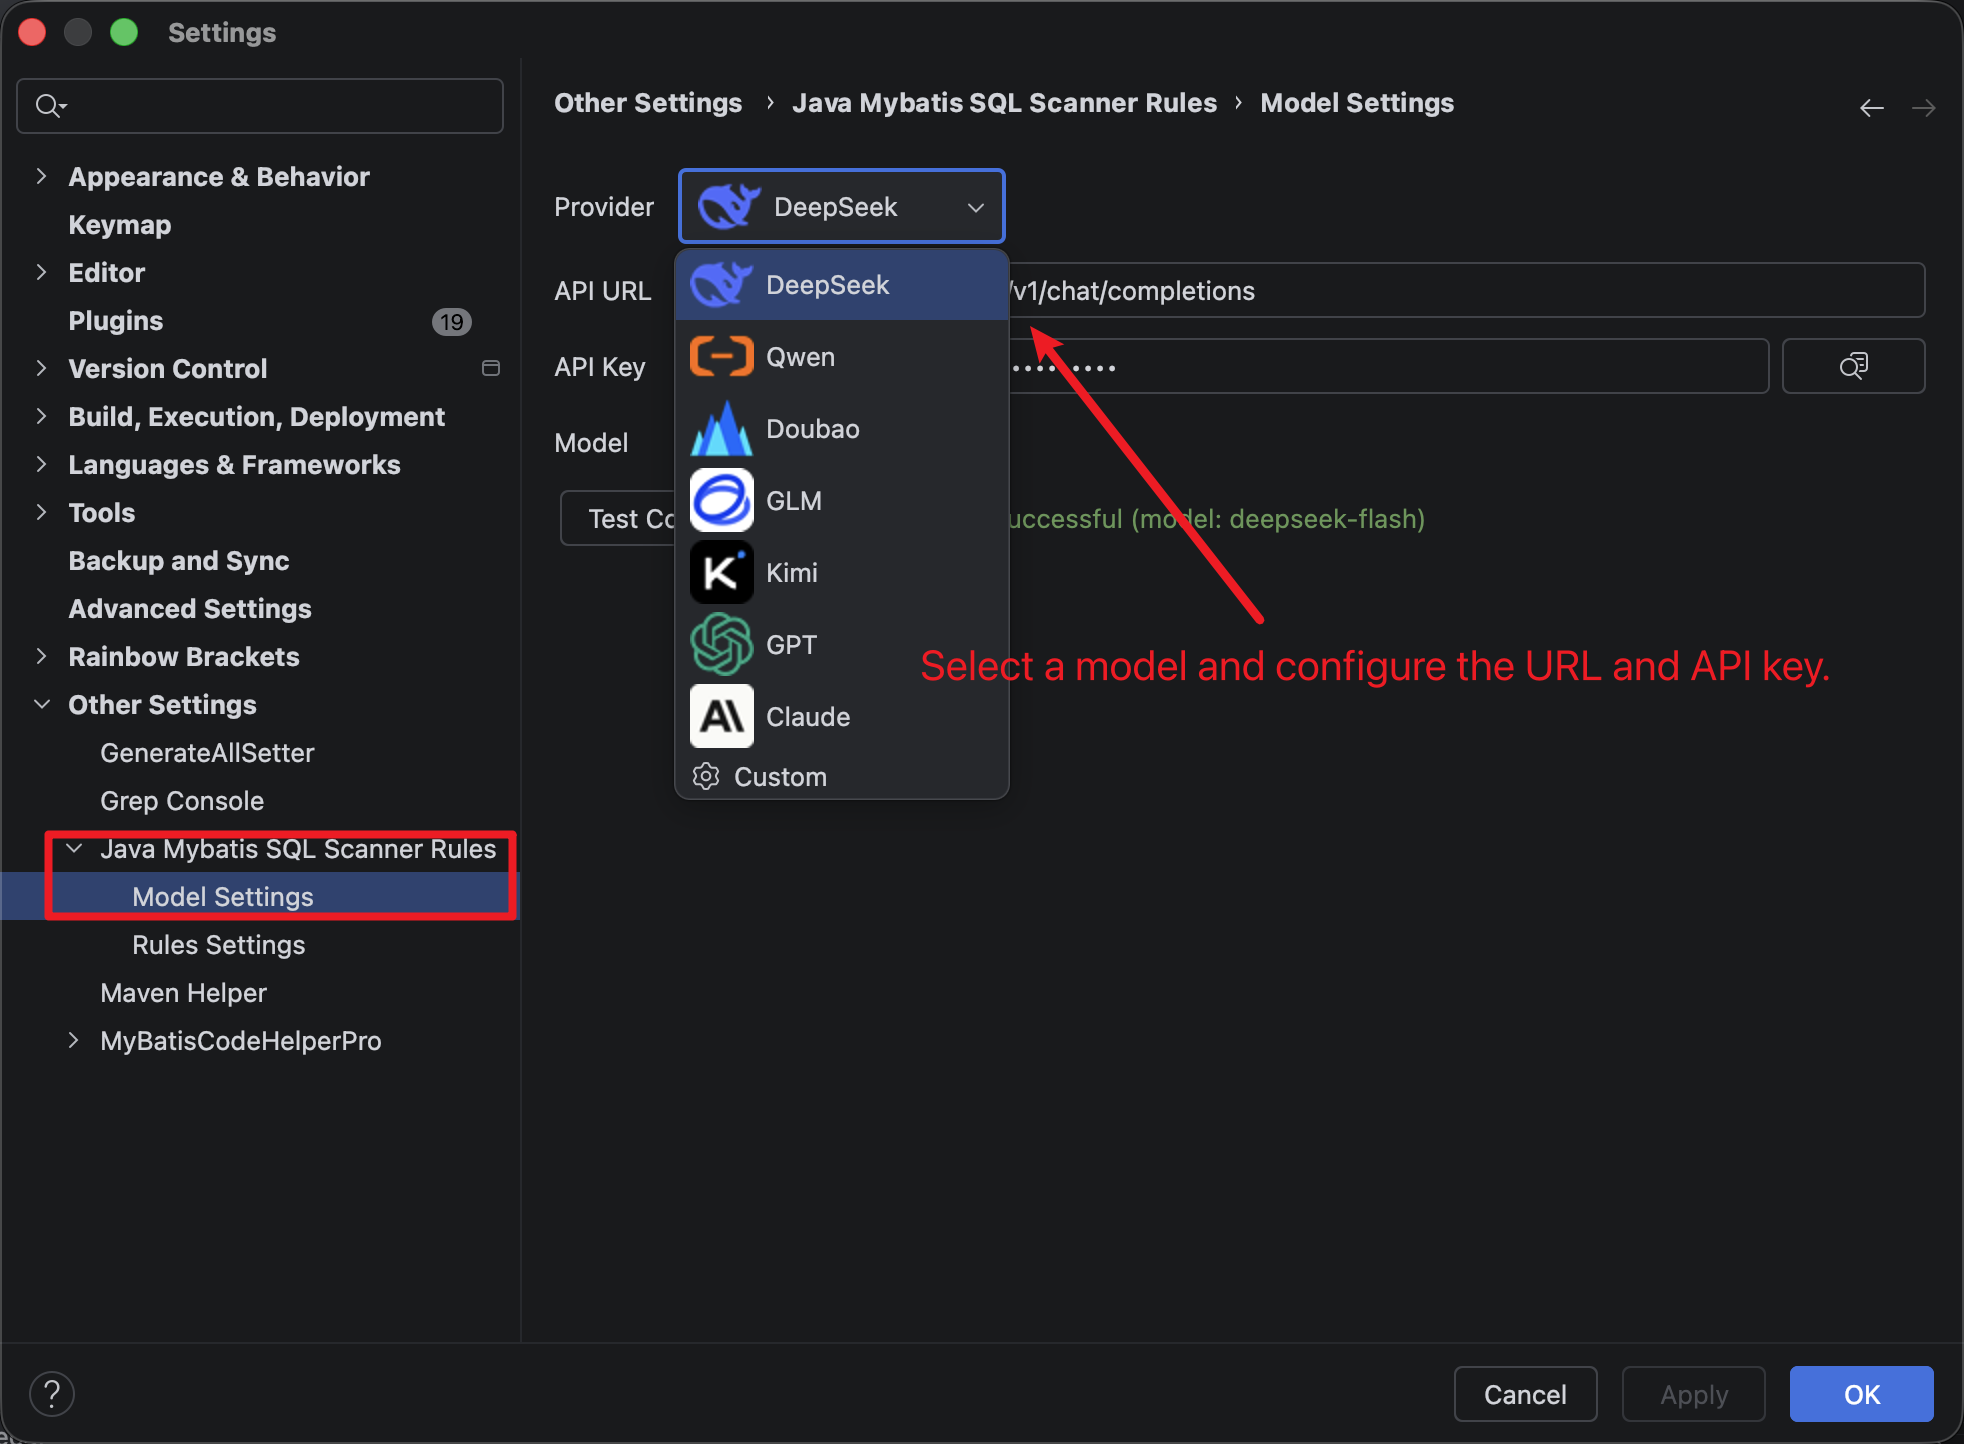 Settings
Other Settings › Java Mybatis SQL Scanner Rules › Model Settings
Appearance & Behavior
Keymap
Editor
Plugins 19
Version Control
Build, Execution, Deployment
Languages & Frameworks
Tools
Backup and Sync
Advanced Settings
Rainbow Brackets
Other Settings
GenerateAllSetter
Grep Console
Java Mybatis SQL Scanner Rules
Model Settings
Rules Settings
Maven Helper
MyBatisCodeHelperPro
Provider DeepSeek
API URL /v1/chat/completions
API Key
Model
Test Co uccessful (model: deepseek-flash)
DeepSeek
Qwen
Doubao
GLM
Kimi
GPT
Claude
Custom
Select a model and configure the URL and API key.
? Cancel Apply OK